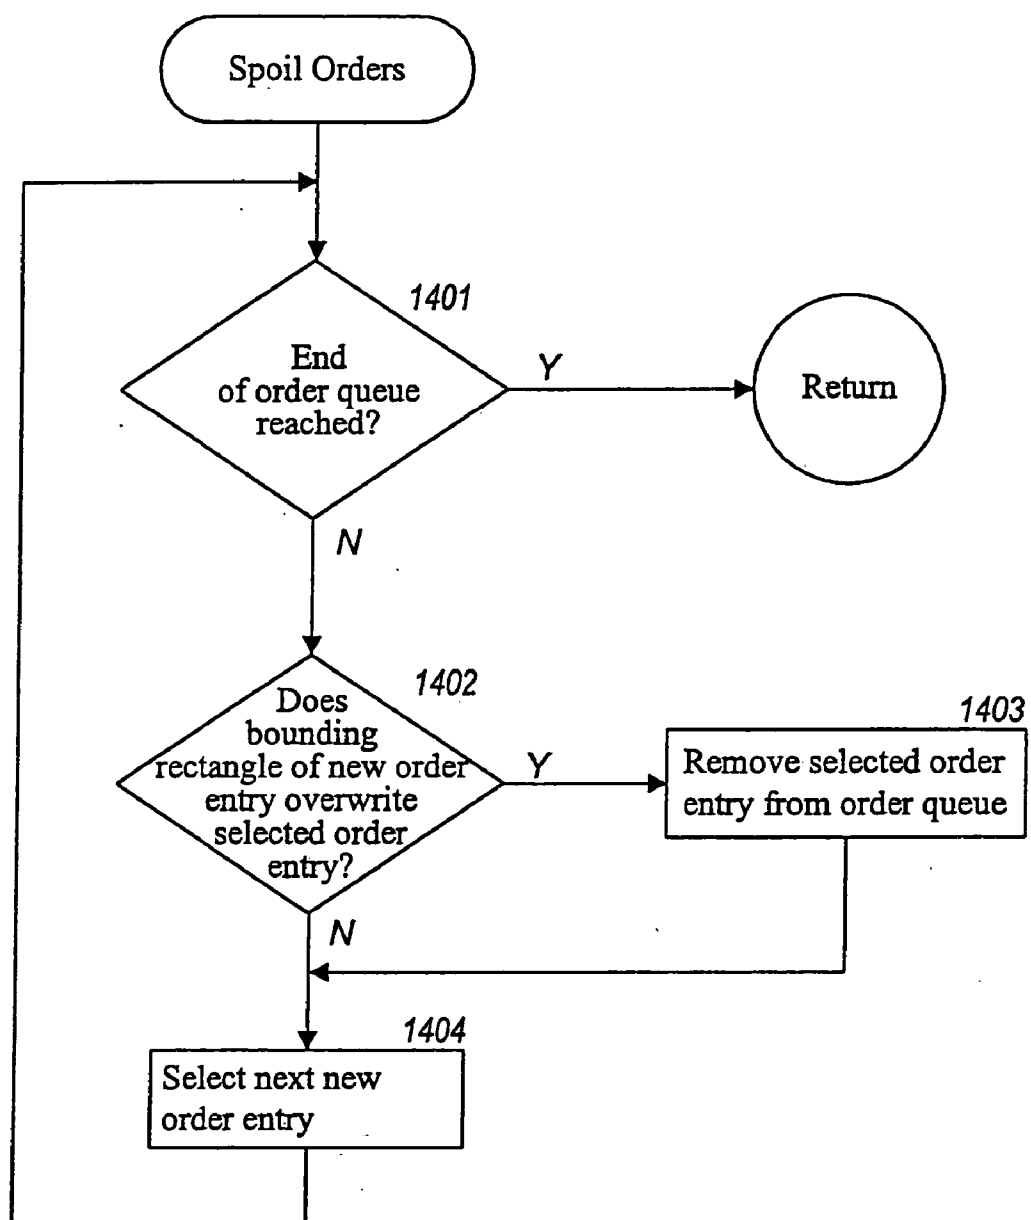 Spoil Orders
1401
End
of order queue
reached?
Y
Return
N
1402
Does
bounding
rectangle of new order
entry overwrite
selected order
entry?
Y
1403
Remove selected order
entry from order queue
N
1404
Select next new
order entry